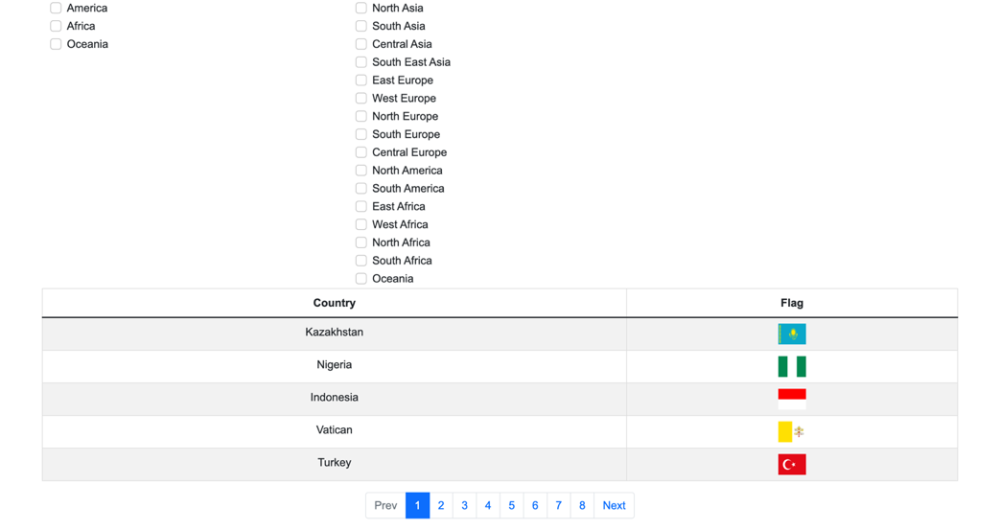 America
Africa
Oceania
North Asia
South Asia
Central Asia
South East Asia
East Europe
West Europe
North Europe
South Europe
Central Europe
North America
South America
East Africa
West Africa
North Africa
South Africa
Oceania
Country Flag
Kazakhstan
Nigeria
Indonesia
Vatican
Turkey
Prev 1 2 3 4 5 6 7 8 Next